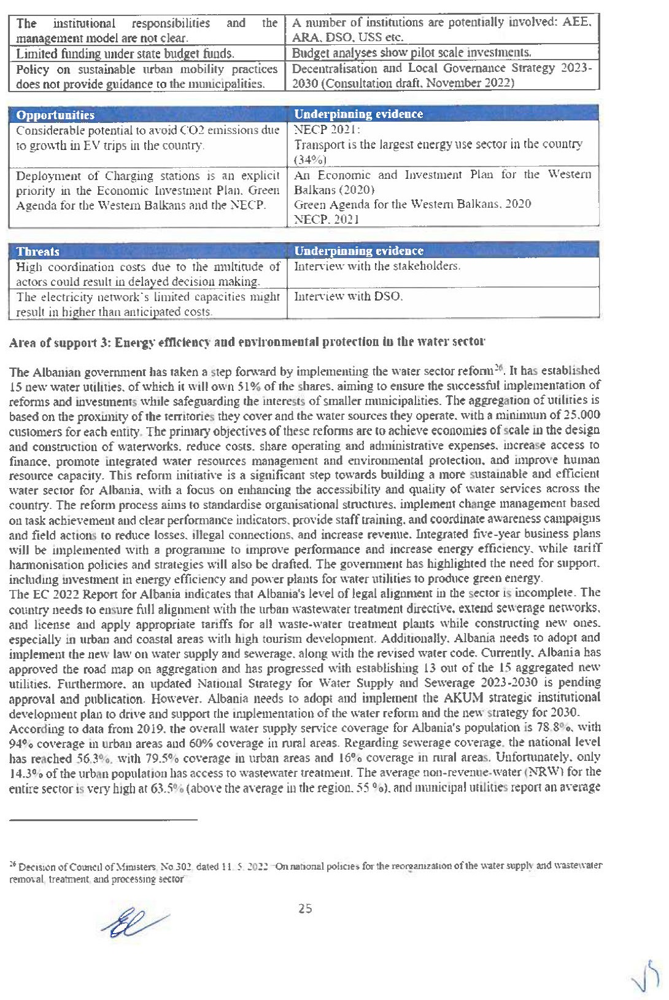 The institutional responsibilities and the
management model are not clear.
A number of institutions are potentially involved: AEE,
ARA, DSO, USS etc.
Limited funding under state budget funds.
Budget analyses show pilot scale investments.
Policy on sustainable urban mobility practices
does not provide guidance to the municipalities.
Decentralisation and Local Governance Strategy 2023-
2030 (Consultation draft, November 2022)
Opportunities
Underpinning evidence
Considerable potential to avoid CO2 emissions due
to growth in EV trips in the country.
NECP 2021:
Transport is the largest energy use sector in the country
(34%)
Deployment of Charging stations is an explicit
priority in the Economic Investment Plan, Green
Agenda for the Western Balkans and the NECP.
An Economic and Investment Plan for the Western
Balkans (2020)
Green Agenda for the Western Balkans, 2020
NECP, 2021
Threats
Underpinning evidence
High coordination costs due to the multitude of
actors could result in delayed decision making.
Interview with the stakeholders.
The electricity network's limited capacities might
result in higher than anticipated costs.
Interview with DSO.
Area of support 3: Energy efficiency and environmental protection in the water sector
The Albanian government has taken a step forward by implementing the water sector reform26. It has established
15 new water utilities, of which it will own 51% of the shares, aiming to ensure the successful implementation of
reforms and investments while safeguarding the interests of smaller municipalities. The aggregation of utilities is
based on the proximity of the territories they cover and the water sources they operate, with a minimum of 25,000
customers for each entity. The primary objectives of these reforms are to achieve economies of scale in the design
and construction of waterworks, reduce costs, share operating and administrative expenses, increase access to
finance, promote integrated water resources management and environmental protection, and improve human
resource capacity. This reform initiative is a significant step towards building a more sustainable and efficient
water sector for Albania, with a focus on enhancing the accessibility and quality of water services across the
country. The reform process aims to standardise organisational structures, implement change management based
on task achievement and clear performance indicators, provide staff training, and coordinate awareness campaigns
and field actions to reduce losses, illegal connections, and increase revenue. Integrated five-year business plans
will be implemented with a programme to improve performance and increase energy efficiency, while tariff
harmonisation policies and strategies will also be drafted. The government has highlighted the need for support,
including investment in energy efficiency and power plants for water utilities to produce green energy.
The EC 2022 Report for Albania indicates that Albania's level of legal alignment in the sector is incomplete. The
country needs to ensure full alignment with the urban wastewater treatment directive, extend sewerage networks,
and license and apply appropriate tariffs for all waste-water treatment plants while constructing new ones,
especially in urban and coastal areas with high tourism development. Additionally, Albania needs to adopt and
implement the new law on water supply and sewerage, along with the revised water code. Currently, Albania has
approved the road map on aggregation and has progressed with establishing 13 out of the 15 aggregated new
utilities. Furthermore, an updated National Strategy for Water Supply and Sewerage 2023-2030 is pending
approval and publication. However, Albania needs to adopt and implement the AKUM strategic institutional
development plan to drive and support the implementation of the water reform and the new strategy for 2030.
According to data from 2019, the overall water supply service coverage for Albania's population is 78.8%, with
94% coverage in urban areas and 60% coverage in rural areas. Regarding sewerage coverage, the national level
has reached 56.3%, with 79.5% coverage in urban areas and 16% coverage in rural areas. Unfortunately, only
14.3% of the urban population has access to wastewater treatment. The average non-revenue-water (NRW) for the
entire sector is very high at 63.5% (above the average in the region, 55 %), and municipal utilities report an average
26 Decision of Council of Ministers, No 302, dated 11. 5. 2022 "On national policies for the reorganization of the water supply and wastewater
removal, treatment, and processing sector"
25